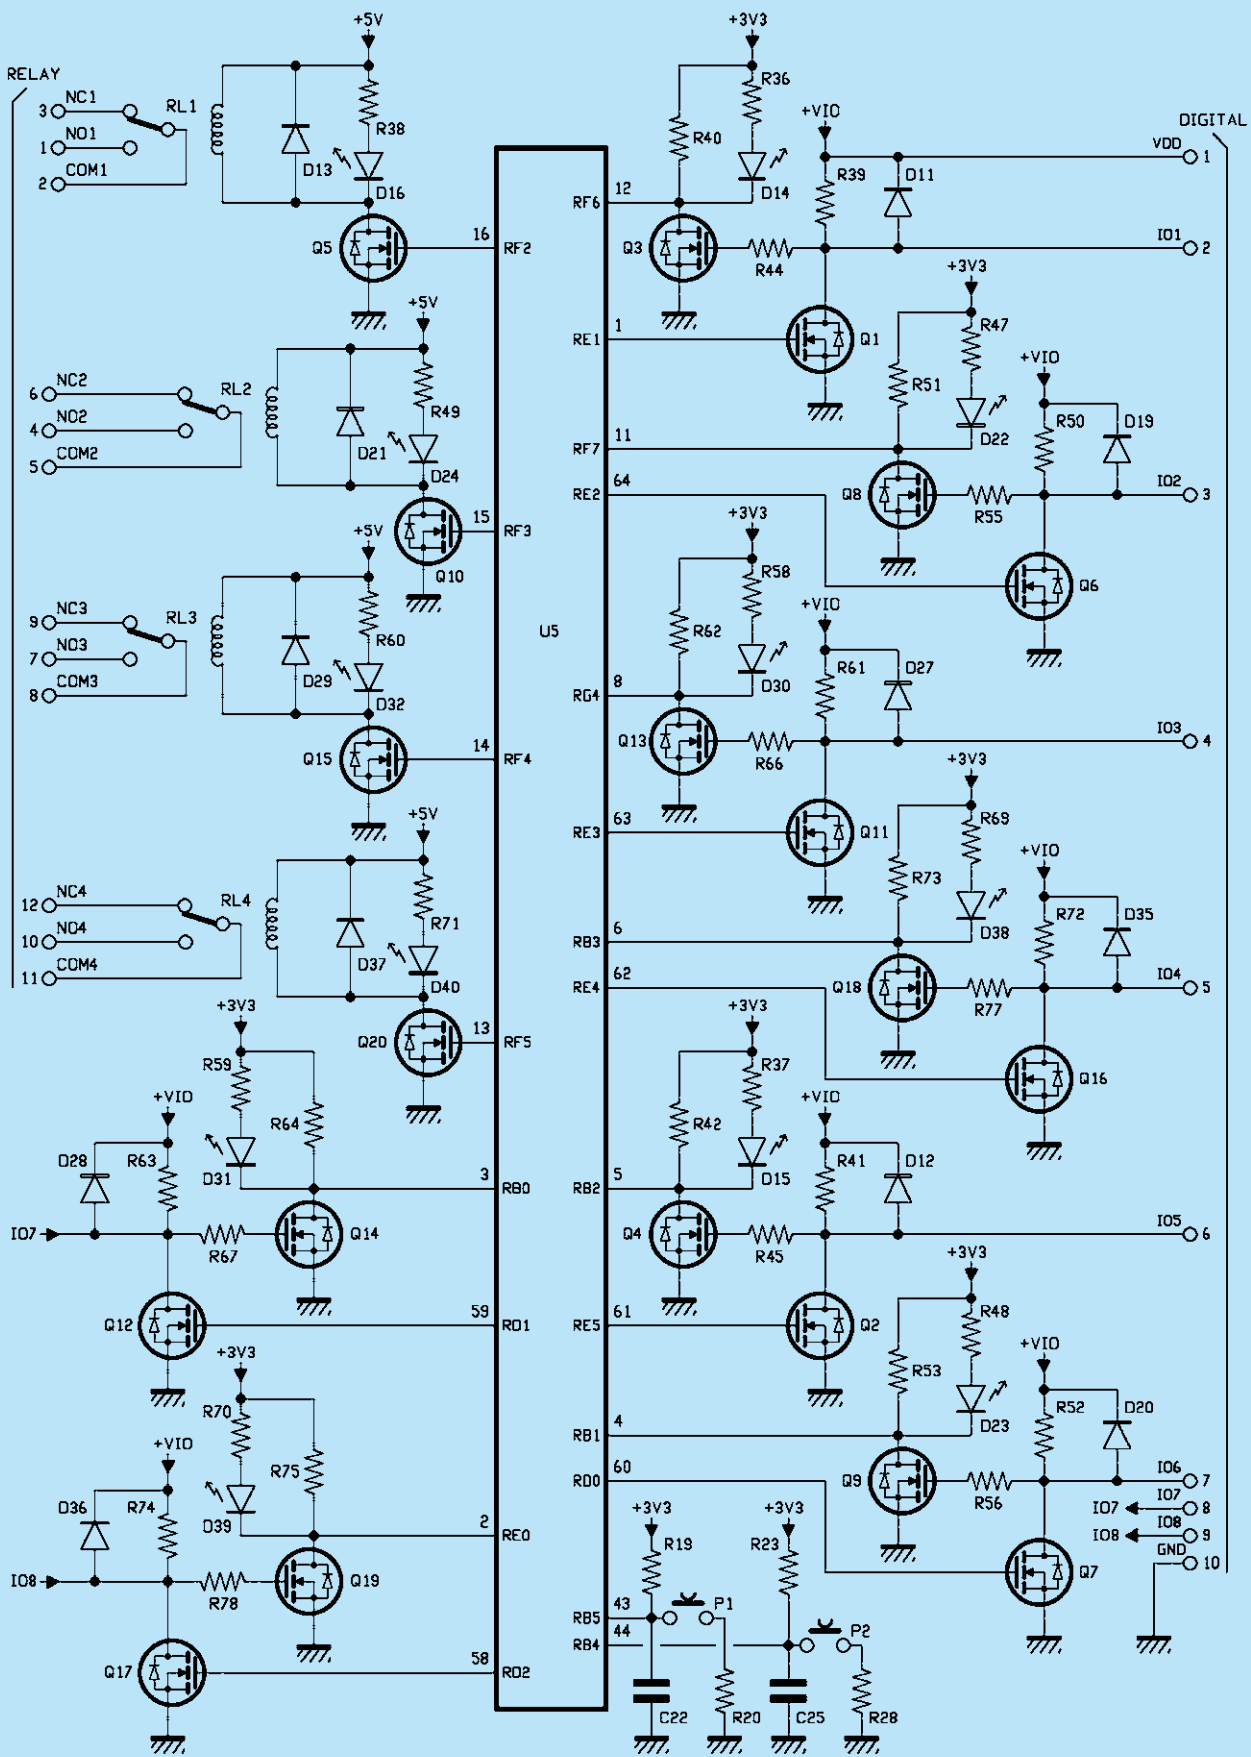 +5V
+3V3
RELAY
R36
+VIO
DIGITAL
3 NC1
RL1
R38
R40
VDD 1
1 NO1
D13
D16
12 RF6
D14
R39
D11
2 COM1
Q5
16 RF2
Q3
R44
IO1 2
+5V
+3V3
1 RE1
Q1
R47
+VIO
6 NC2
RL2
R49
R51
R50
D19
4 NO2
D21
D24
11 RF7
D22
5 COM2
64 RE2
Q8
R55
IO2 3
+5V
15 RF3
+3V3
Q10
R58
Q6
+VIO
9 NC3
RL3
R60
U5
R62
7 NO3
D29
D32
D30
R61
D27
8 COM3
8 RG4
Q15
14 RF4
Q13
R66
IO3 4
+3V3
+5V
63 RE3
Q11
R69
+VIO
12 NC4
RL4
R71
R73
R72
D35
10 NO4
D37
D40
6 RB3
D38
11 COM4
62 RE4
Q18
R77
IO4 5
+3V3
+3V3
Q20
13 RF5
R59
R37
Q16
+VIO
R64
R42
+VIO
D28
R63
D31
3 RB0
5 RB2
D15
R41
D12
IO7
R67
Q14
Q4
R45
IO5 6
+3V3
Q12
59 RD1
61 RE5
Q2
R48
+3V3
+VIO
R70
R53
R52
D20
+VIO
R75
4 RB1
D23
D36
R74
D39
2 RE0
60 RD0
Q9
R56
IO6 7
IO7 IO7 8
IO8 IO8 9
GND 10
+3V3
+3V3
R19
R23
IO8
R78
Q19
Q7
43 RB5
P1
44 RB4
P2
Q17
58 RD2
C22
R20
C25
R28